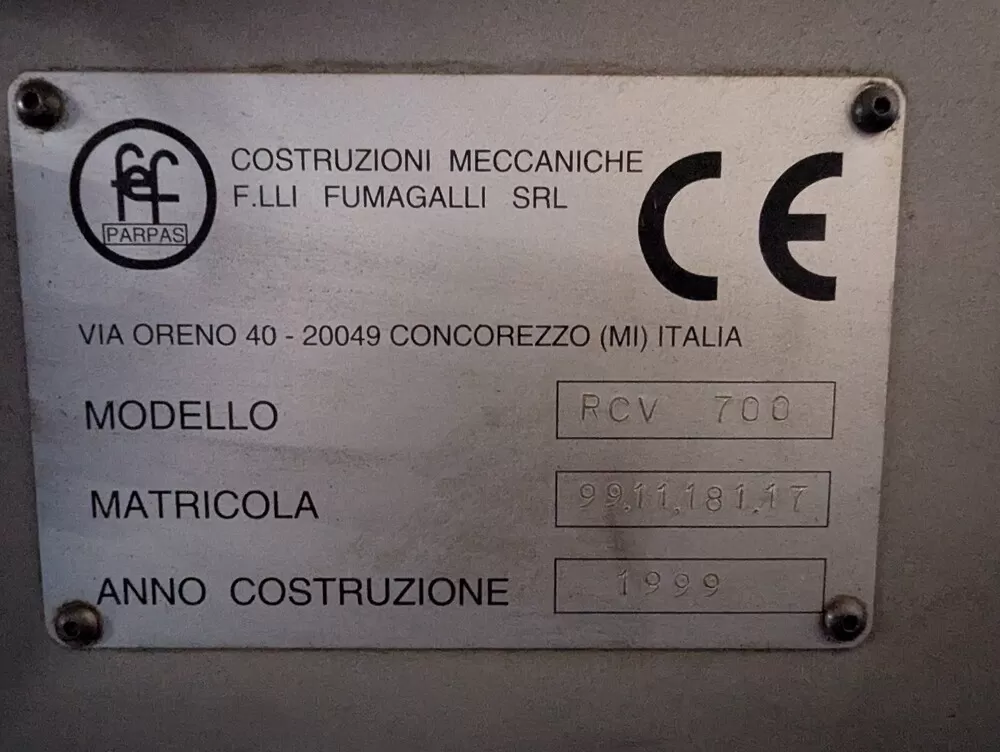 fef
PARPAS
COSTRUZIONI MECCANICHE
F.LLI FUMAGALLI SRL
CE
VIA ORENO 40 - 20049 CONCOREZZO (MI) ITALIA
MODELLO RCV 700
MATRICOLA 99.11.181.17
ANNO COSTRUZIONE 1999